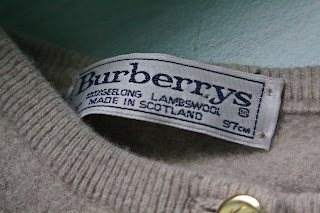 Burberrys
GEELONG LAMBSWOOL
MADE IN SCOTLAND
97CM